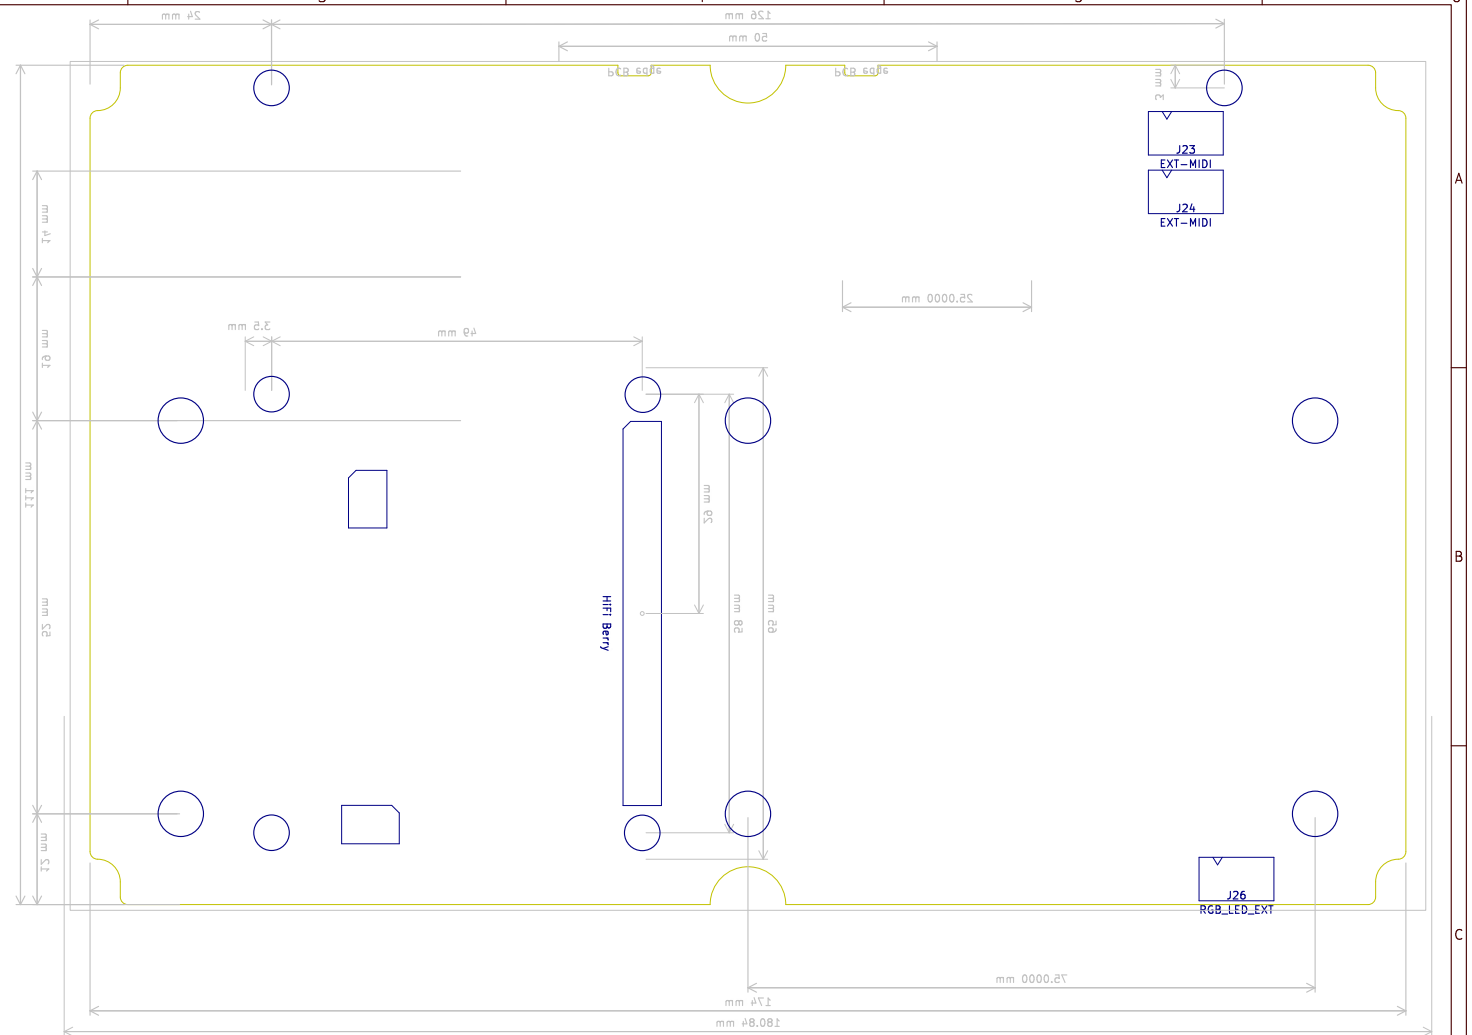 24 mm
126 mm
50 mm
PCB edge
PCB edge
3 mm
J23
EXT-MIDI
A
J24
EXT-MIDI
14 mm
25.0000 mm
3.5 mm
49 mm
19 mm
111 mm
29 mm
B
52 mm
HiFi Berry
58 mm
65 mm
12 mm
J26
RGB_LED_EXT
C
75.0000 mm
174 mm
180.84 mm